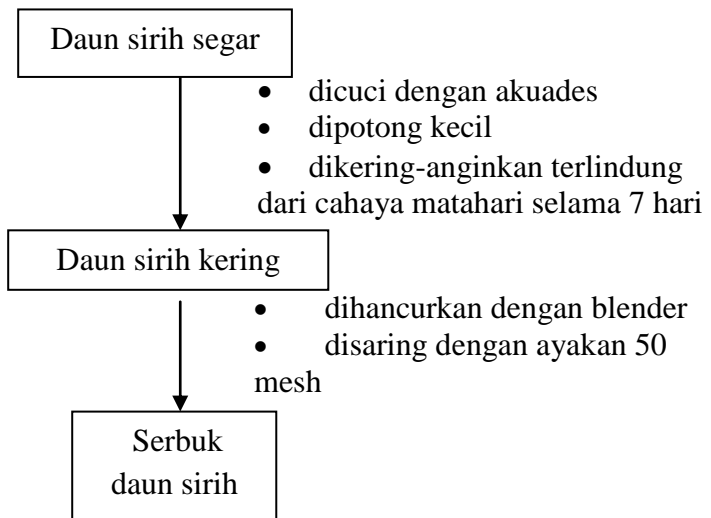 Daun sirih segar
• dicuci dengan akuades
• dipotong kecil
• dikering-anginkan terlindung
dari cahaya matahari selama 7 hari
Daun sirih kering
• dihancurkan dengan blender
• disaring dengan ayakan 50
mesh
Serbuk
daun sirih